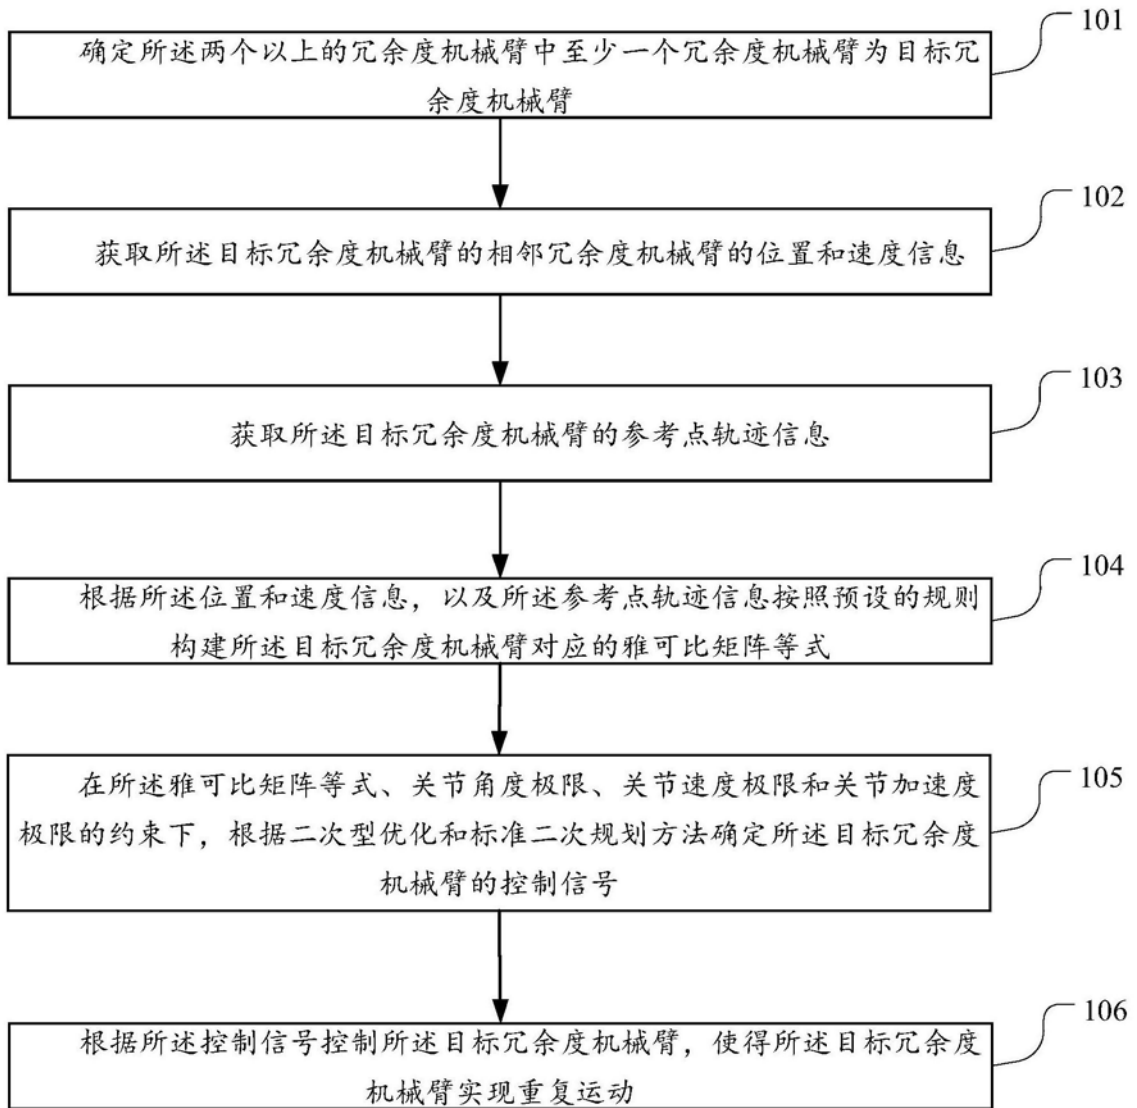 101
确定所述两个以上的冗余度机械臂中至少一个冗余度机械臂为目标冗
余度机械臂
102
获取所述目标冗余度机械臂的相邻冗余度机械臂的位置和速度信息
103
获取所述目标冗余度机械臂的参考点轨迹信息
104
根据所述位置和速度信息，以及所述参考点轨迹信息按照预设的规则
构建所述目标冗余度机械臂对应的雅可比矩阵等式
105
在所述雅可比矩阵等式、关节角度极限、关节速度极限和关节加速度
极限的约束下，根据二次型优化和标准二次规划方法确定所述目标冗余度
机械臂的控制信号
106
根据所述控制信号控制所述目标冗余度机械臂，使得所述目标冗余度
机械臂实现重复运动